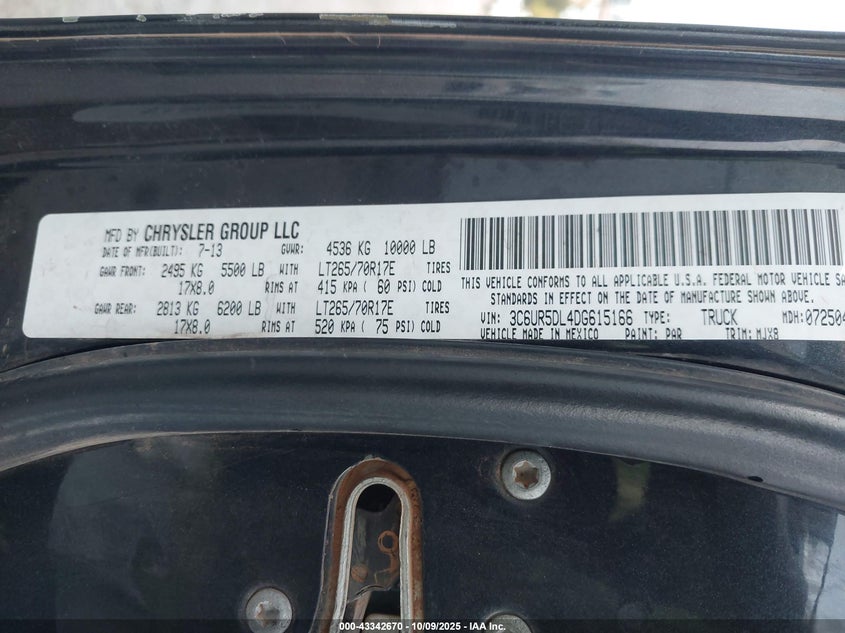 MFD BY CHRYSLER GROUP LLC
DATE OF MFR(BUILT): 7-13 GVWR: 4536 KG 10000 LB
GAWR FRONT: 2495 KG 5500 LB WITH LT265/70R17E TIRES
17X8.0 RIMS AT 415 KPA ( 60 PSI) COLD
GAWR REAR: 2813 KG 6200 LB WITH LT265/70R17E TIRES
17X8.0 RIMS AT 520 KPA ( 75 PSI) COLD
THIS VEHICLE CONFORMS TO ALL APPLICABLE U.S.A. FEDERAL MOTOR VEHICLE SA
STANDARDS IN EFFECT ON THE DATE OF MANUFACTURE SHOWN ABOVE.
VIN: 3C6UR5DL4DG615166 TYPE: TRUCK MDH: 072504
VEHICLE MADE IN MEXICO PAINT: PAR TRIM: MJX8
000-43342670 - 10/09/2025 - IAA, Inc.